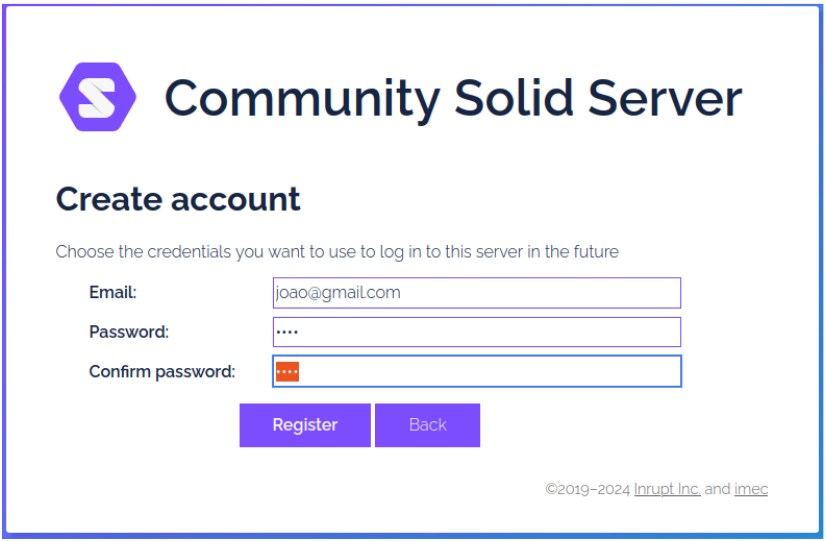 Community Solid Server
Create account
Choose the credentials you want to use to log in to this server in the future
Email: joao@gmail.com
Password: ••••
Confirm password: ••••
Register Back
©2019–2024 Inrupt Inc. and imec